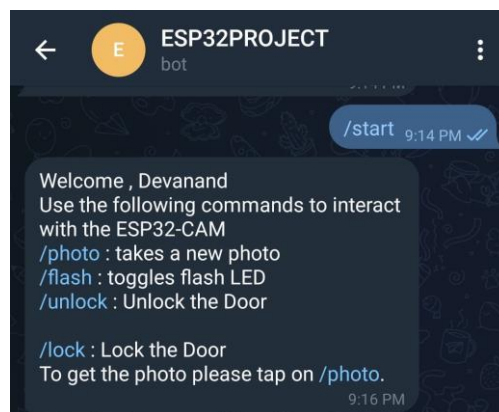 E
ESP32PROJECT
bot
/start 9:14 PM
Welcome , Devanand
Use the following commands to interact
with the ESP32-CAM
/photo : takes a new photo
/flash : toggles flash LED
/unlock : Unlock the Door
/lock : Lock the Door
To get the photo please tap on /photo.
9:16 PM